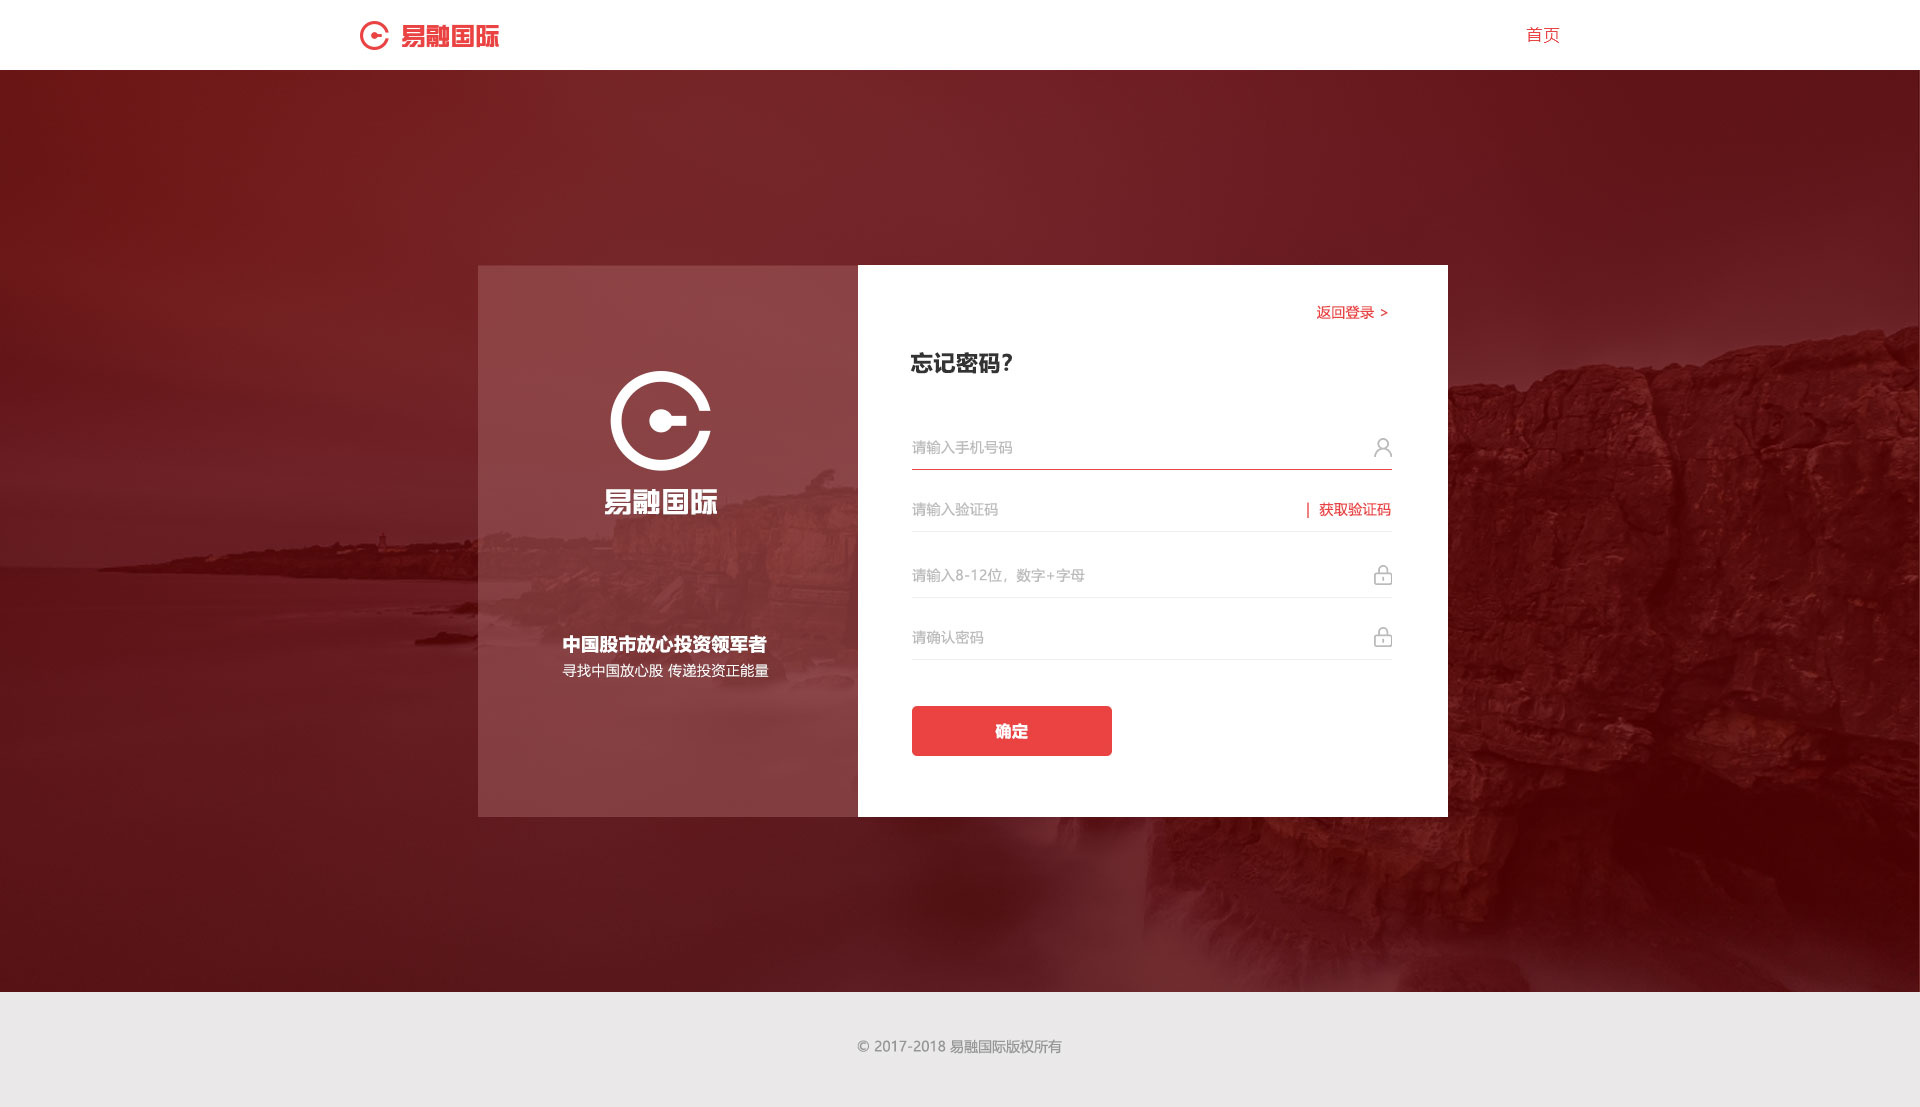 易融国际
首页
返回登录 >
忘记密码?
请输入手机号码
易融国际
请输入验证码
| 获取验证码
请输入8-12位，数字+字母
请确认密码
中国股市放心投资领军者
寻找中国放心股 传递投资正能量
确定
© 2017-2018 易融国际版权所有